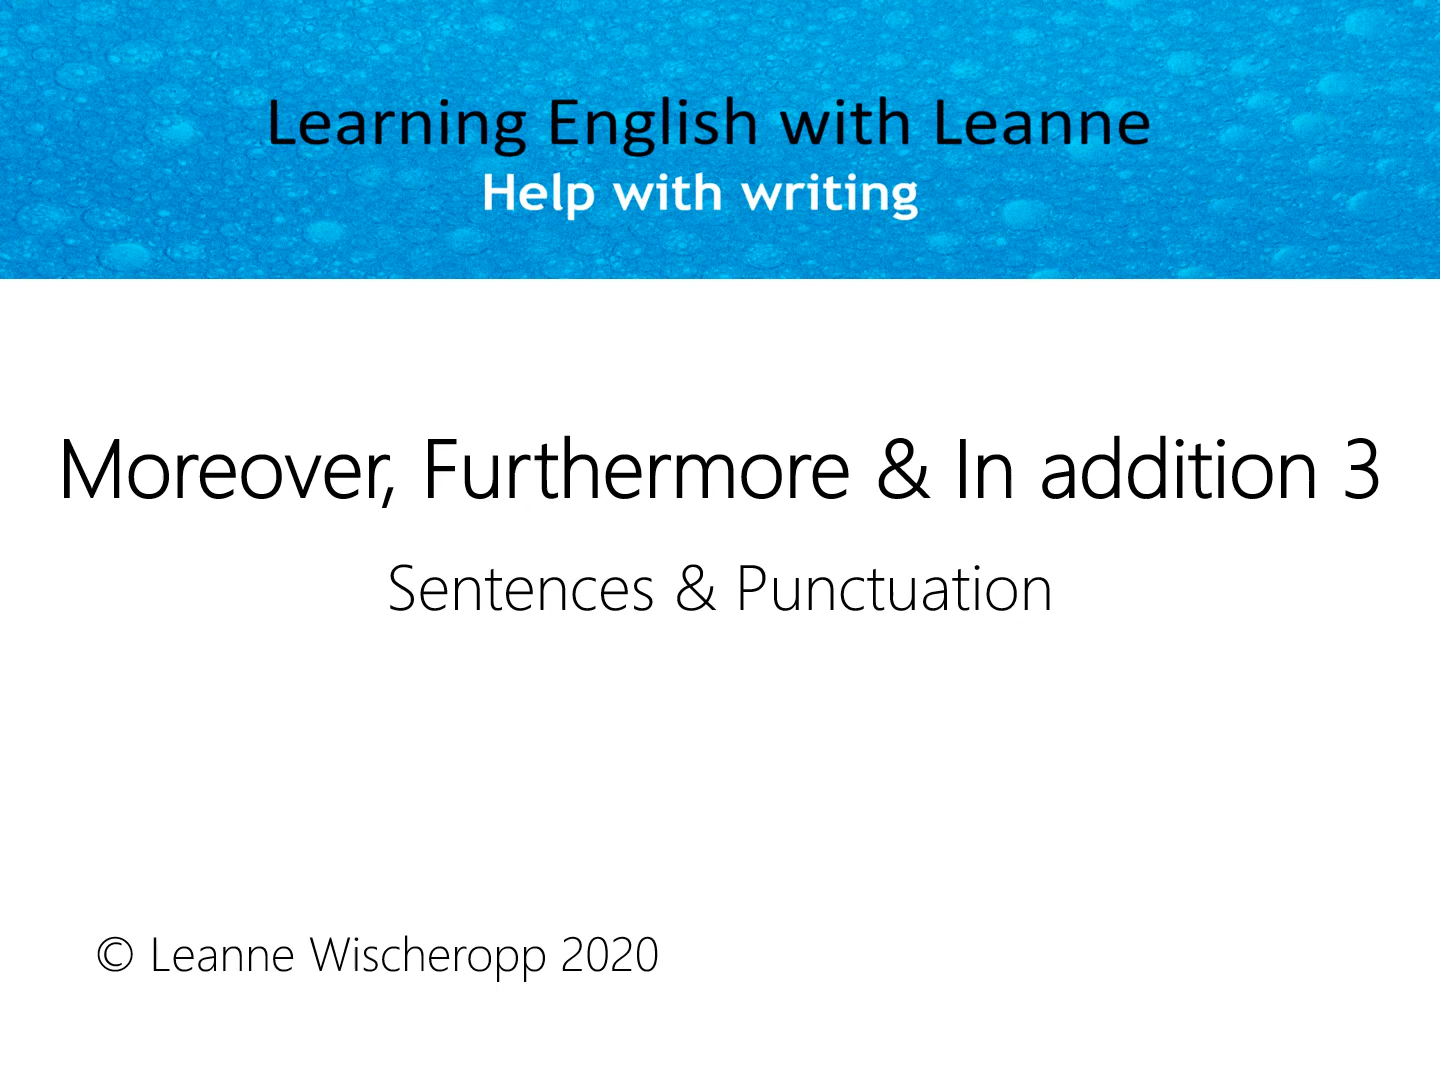 Learning English with Leanne
Help with writing
Moreover, Furthermore & In addition 3
Sentences & Punctuation
© Leanne Wischeropp 2020